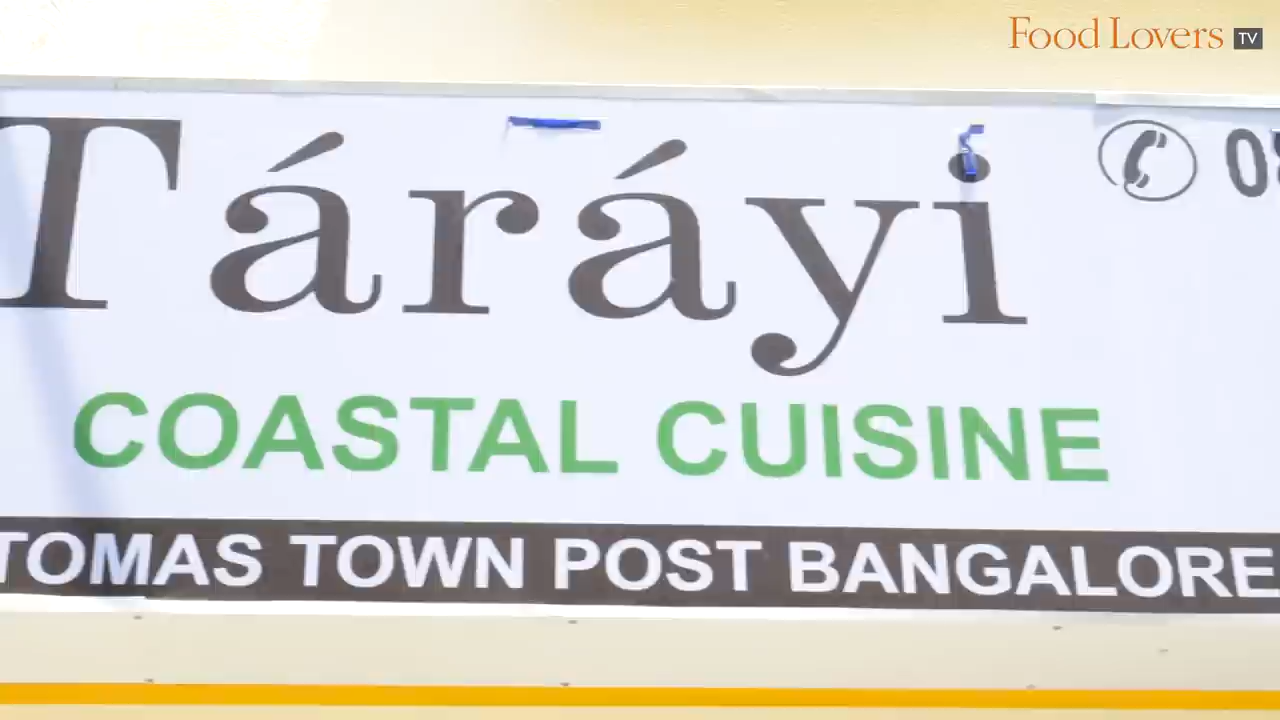 Food Lovers TV
Táráyi
COASTAL CUISINE
TOMAS TOWN POST BANGALORE